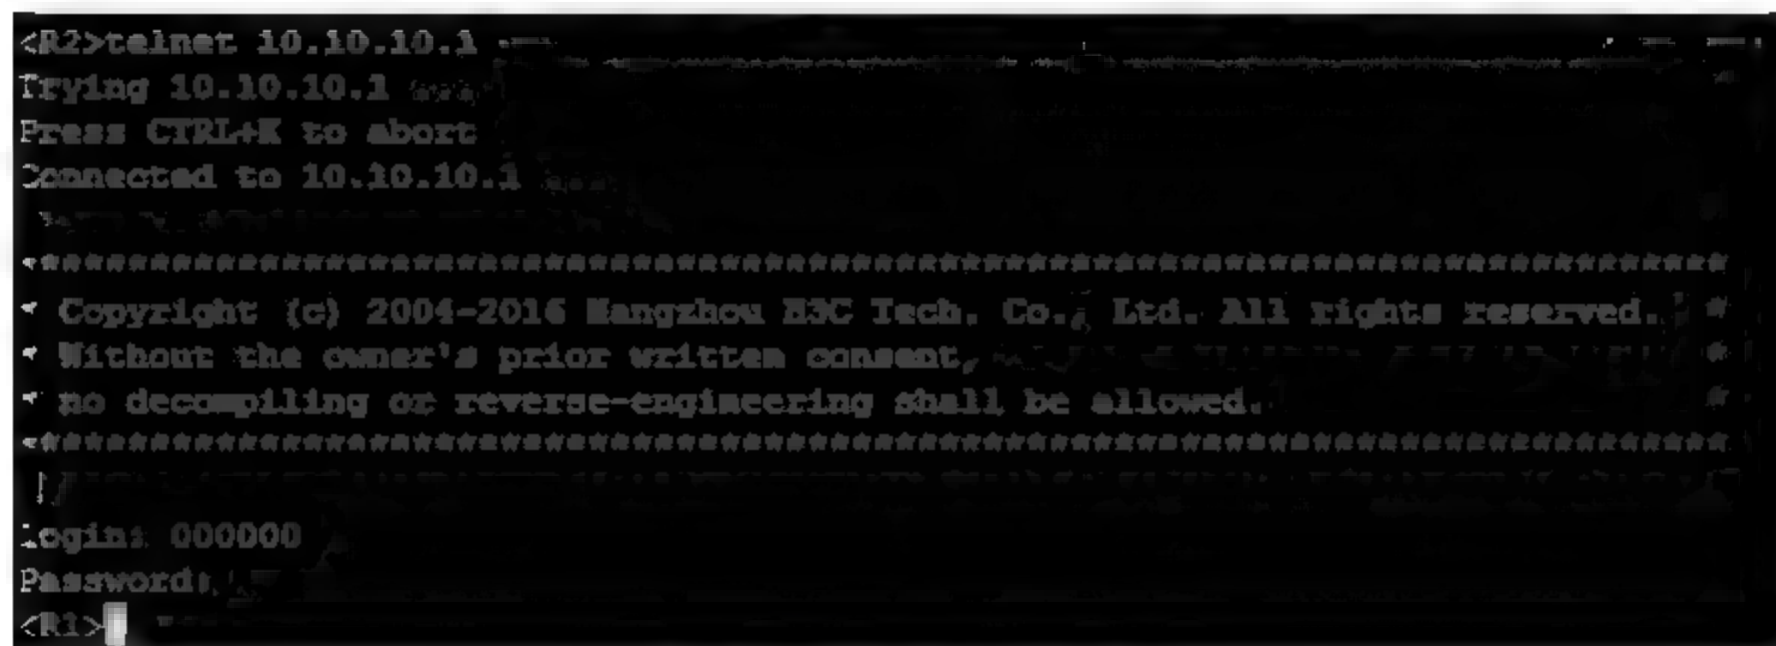 <R2>telnet 10.10.10.1
Trying 10.10.10.1 ...
Press CTRL+K to abort
Connected to 10.10.10.1 ...
******************************************************************************
* Copyright (c) 2004-2016 Hangzhou H3C Tech. Co., Ltd. All rights reserved.  *
* Without the owner's prior written consent,                                 *
* no decompiling or reverse-engineering shall be allowed.                    *
******************************************************************************
Login: 000000
Password:
<R1>